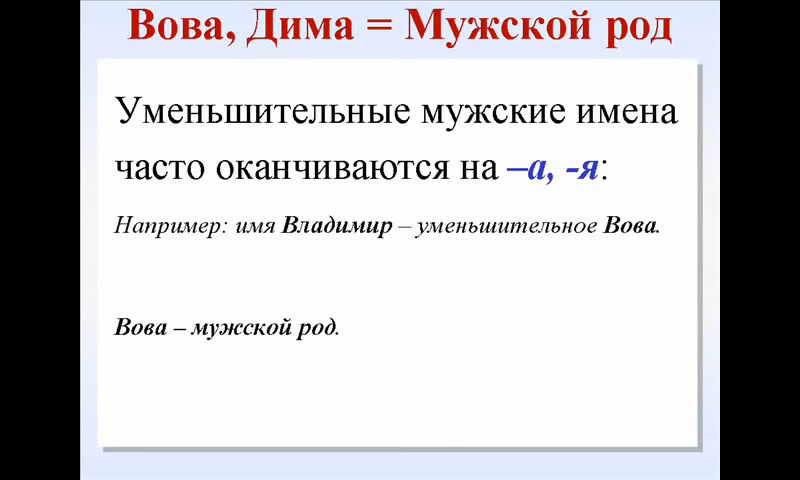 Вова, Дима = Мужской род
Уменьшительные мужские имена
часто оканчиваются на –а, -я:
Например: имя Владимир – уменьшительное Вова.
Вова – мужской род.